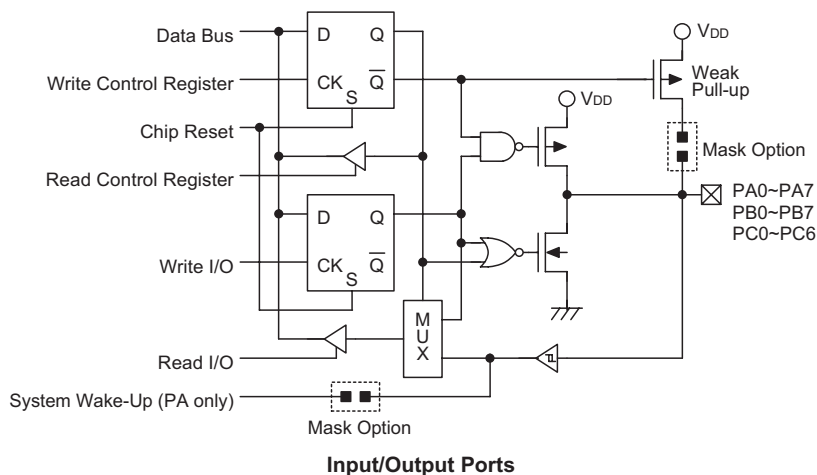 Data Bus
Write Control Register
Chip Reset
Read Control Register
Write I/O
Read I/O
System Wake-Up (PA only)
D Q
CK Q
S
D Q
CK Q
S
M
U
X
VDD
Weak
Pull-up
VDD
Mask Option
PA0~PA7
PB0~PB7
PC0~PC6
Mask Option
Input/Output Ports